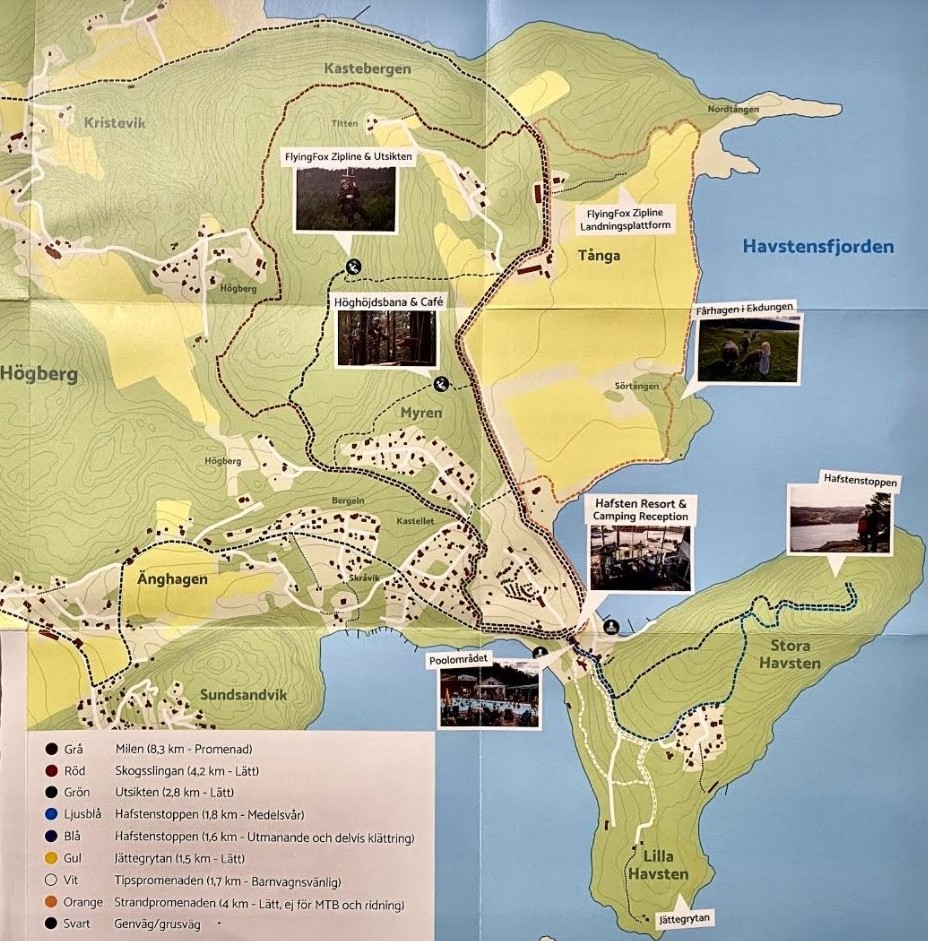 Kastebergen
Nordtången
Titten
Kristevik
FlyingFox Zipline & Utsikten
FlyingFox Zipline
Landningsplattform
Havstensfjorden
Tånga
Högberg
Höghöjdsbana & Café
Fårhagen i Ekdungen
Högberg
Sörtången
Myren
Högberg
Hafstenstoppen
Bergeln
Hafsten Resort &
Camping Reception
Kastellet
Änghagen
Skråvik
Stora
Havsten
Poolområdet
Sundsandvik
Grå Milen (8,3 km - Promenad)
Röd Skogsslingan (4,2 km - Lätt)
Grön Utsikten (2,8 km - Lätt)
Ljusblå Hafstenstoppen (1,8 km - Medelsvår)
Blå Hafstenstoppen (1,6 km - Utmanande och delvis klättring)
Gul Jättegrytan (1,5 km - Lätt)
Vit Tipspromenaden (1,7 km - Barnvagnsvänlig)
Orange Strandpromenaden (4 km - Lätt, ej för MTB och ridning)
Svart Genväg/grusväg
Lilla
Havsten
Jättegrytan